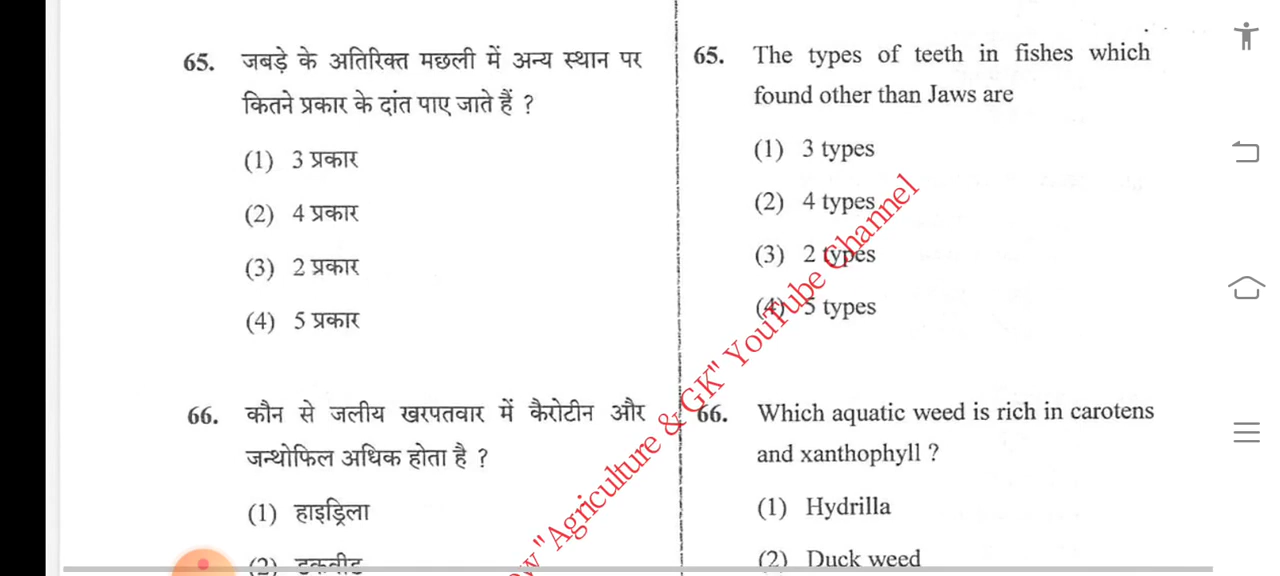 65. जबड़े के अतिरिक्त मछली में अन्य स्थान पर
कितने प्रकार के दांत पाए जाते हैं ?
(1) 3 प्रकार
(2) 4 प्रकार
(3) 2 प्रकार
(4) 5 प्रकार
66. कौन से जलीय खरपतवार में कैरोटीन और
जन्थोफिल अधिक होता है ?
(1) हाइड्रिला
(2) डकवीड
65. The types of teeth in fishes which
found other than Jaws are
(1) 3 types
(2) 4 types
(3) 2 types
(4) 5 types
66. Which aquatic weed is rich in carotens
and xanthophyll ?
(1) Hydrilla
(2) Duck weed
"Agriculture & GK" YouTube Channel